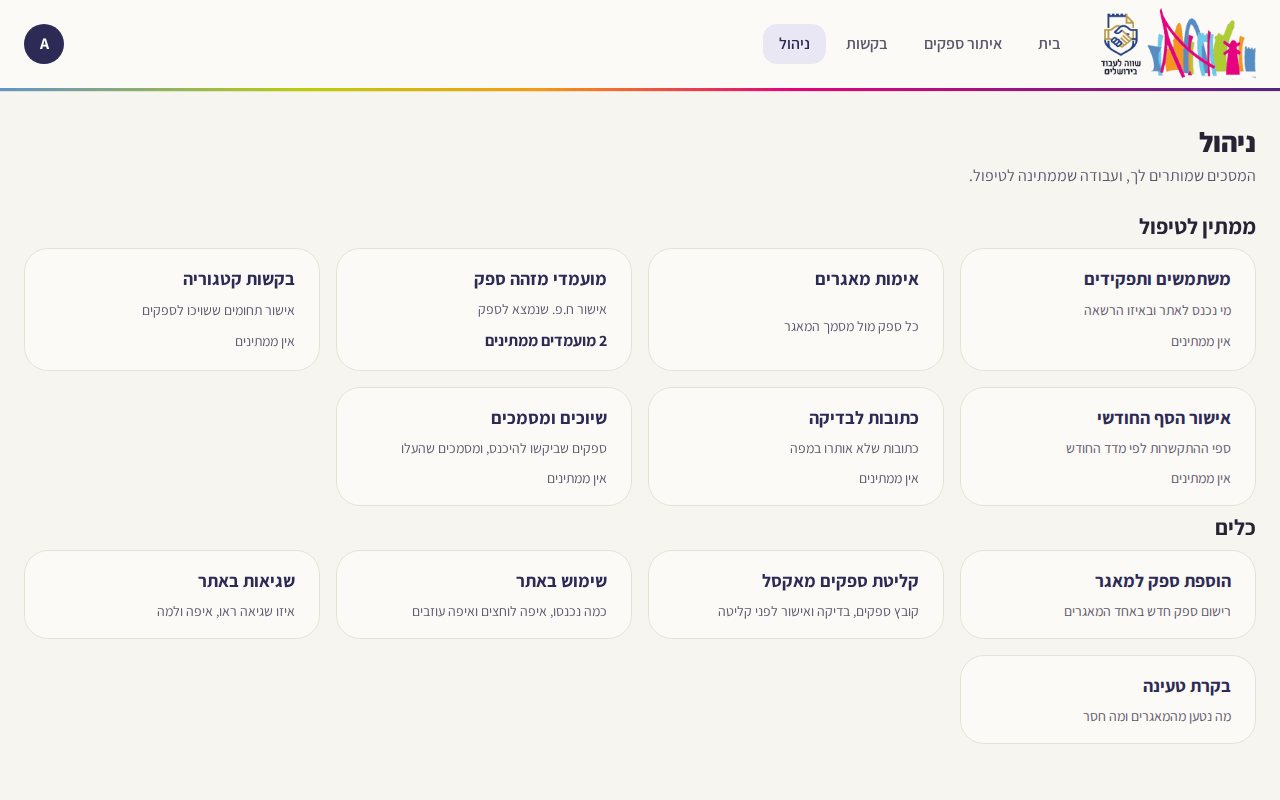 שווה לעבוד
בירושלים
בית
איתור ספקים
בקשות
ניהול
A
ניהול
המסכים שמותרים לך, ועבודה שממתינה לטיפול.
ממתין לטיפול
משתמשים ותפקידים
מי נכנס לאתר ובאיזו הרשאה
אין ממתינים
אימות מאגרים
כל ספק מול מסמך המאגר
מועמדי מזהה ספק
אישור ח.פ. שנמצא לספק
2 מועמדים ממתינים
בקשות קטגוריה
אישור תחומים ששויכו לספקים
אין ממתינים
אישור הסף החודשי
ספי ההתקשרות לפי מדד החודש
אין ממתינים
כתובות לבדיקה
כתובות שלא אותרו במפה
אין ממתינים
שיוכים ומסמכים
ספקים שביקשו להיכנס, ומסמכים שהעלו
אין ממתינים
כלים
הוספת ספק למאגר
רישום ספק חדש באחד המאגרים
קליטת ספקים מאקסל
קובץ ספקים, בדיקה ואישור לפני קליטה
שימוש באתר
כמה נכנסו, איפה לוחצים ואיפה עוזבים
שגיאות באתר
איזו שגיאה ראו, איפה ולמה
בקרת טעינה
מה נטען מהמאגרים ומה חסר